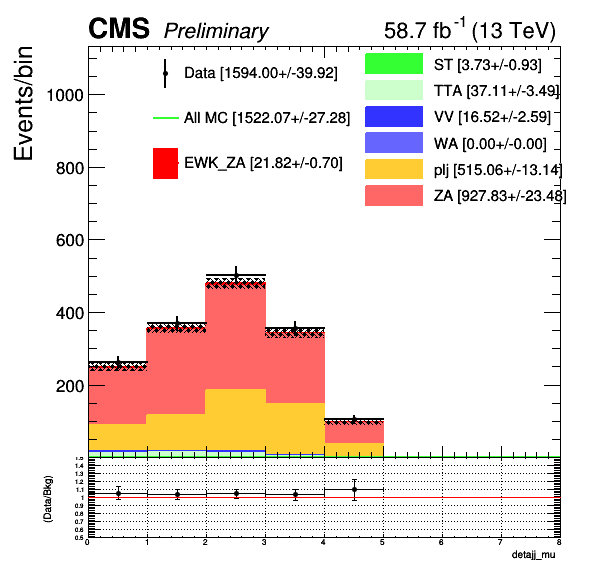 CMS Preliminary 58.7 fb-1 (13 TeV)
Events/bin
1000
800
600
400
200
Data [1594.00+/-39.92]
All MC [1522.07+/-27.28]
EWK_ZA [21.82+/-0.70]
ST [3.73+/-0.93]
TTA [37.11+/-3.49]
VV [16.52+/-2.59]
WA [0.00+/-0.00]
plj [515.06+/-13.14]
ZA [927.83+/-23.48]
(Data/Bkg)
1.5
1.4
1.3
1.2
1.1
1
0.9
0.8
0.7
0.6
0.5
0 1 2 3 4 5 6 7 8
detajj_mu